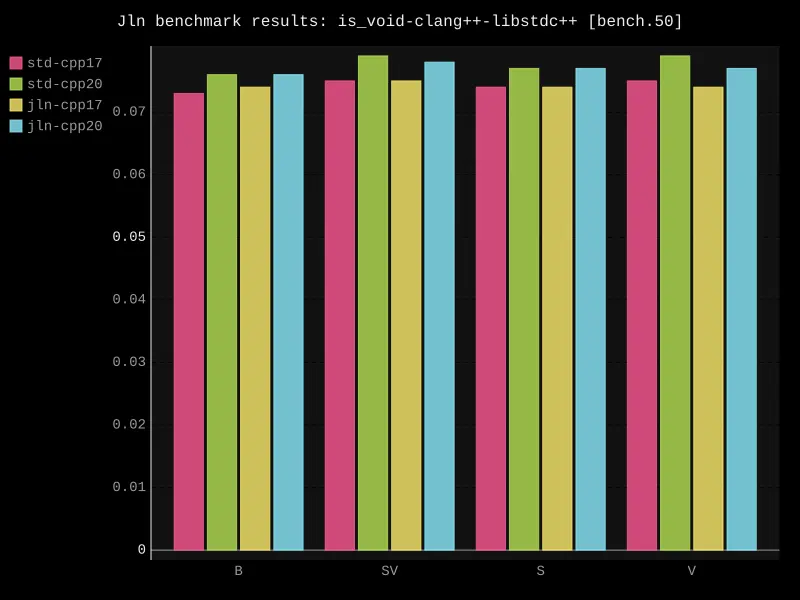 Jln benchmark results: is_void-clang++-libstdc++ [bench.50]
std-cpp17
std-cpp20
jln-cpp17
jln-cpp20
0.07
0.06
0.05
0.04
0.03
0.02
0.01
0
B SV S V